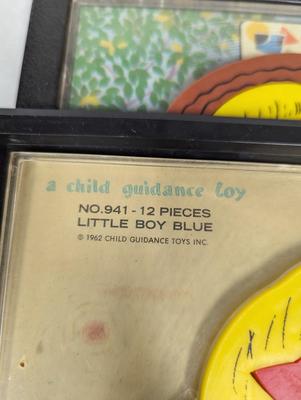 a child guidance toy
NO.941 - 12 PIECES
LITTLE BOY BLUE
© 1962 CHILD GUIDANCE TOYS INC.